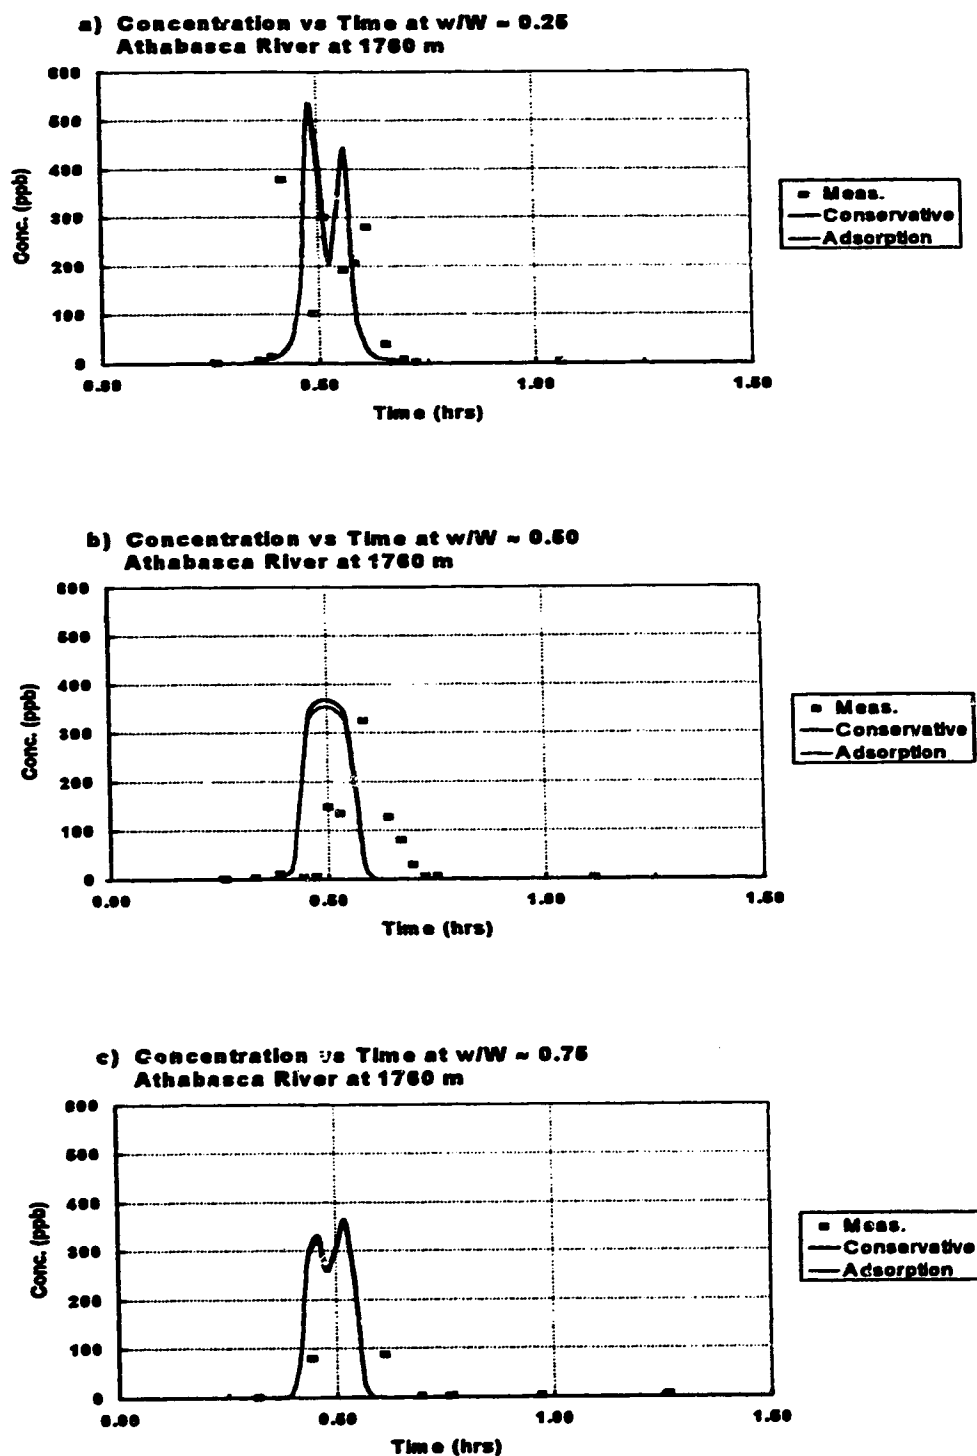 a) Concentration vs Time at w/W ~ 0.25
Athabasca River at 1760 m
600
500
400
300
200
100
0
Conc. (ppb)
0.00 0.50 1.00 1.50
Time (hrs)
Meas.
Conservative
Adsorption
b) Concentration vs Time at w/W ~ 0.50
Athabasca River at 1760 m
600
500
400
300
200
100
0
Conc. (ppb)
0.00 0.50 1.00 1.50
Time (hrs)
Meas.
Conservative
Adsorption
c) Concentration vs Time at w/W ~ 0.75
Athabasca River at 1760 m
600
500
400
300
200
100
0
Conc. (ppb)
0.00 0.50 1.00 1.50
Time (hrs)
Meas.
Conservative
Adsorption